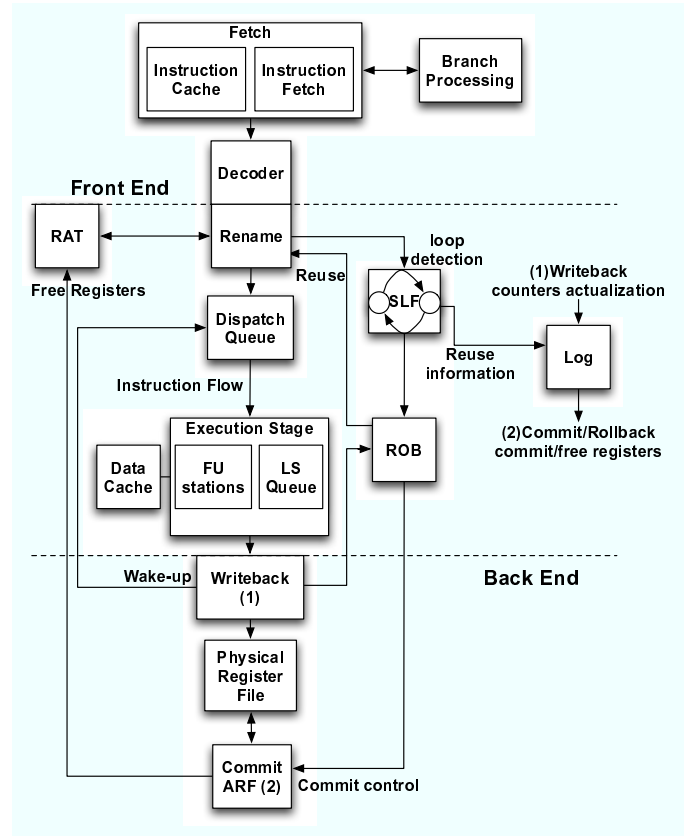 Fetch
Instruction
Cache
Instruction
Fetch
Branch
Processing
Decoder
Front End
RAT
Rename
loop
detection
Free Registers
Reuse
(1)Writeback
counters actualization
SLF
Dispatch
Queue
Log
Reuse
information
Instruction Flow
(2)Commit/Rollback
commit/free registers
Execution Stage
Data
Cache
FU
stations
LS
Queue
ROB
Wake-up
Writeback
(1)
Back End
Physical
Register
File
Commit
ARF (2)
Commit control